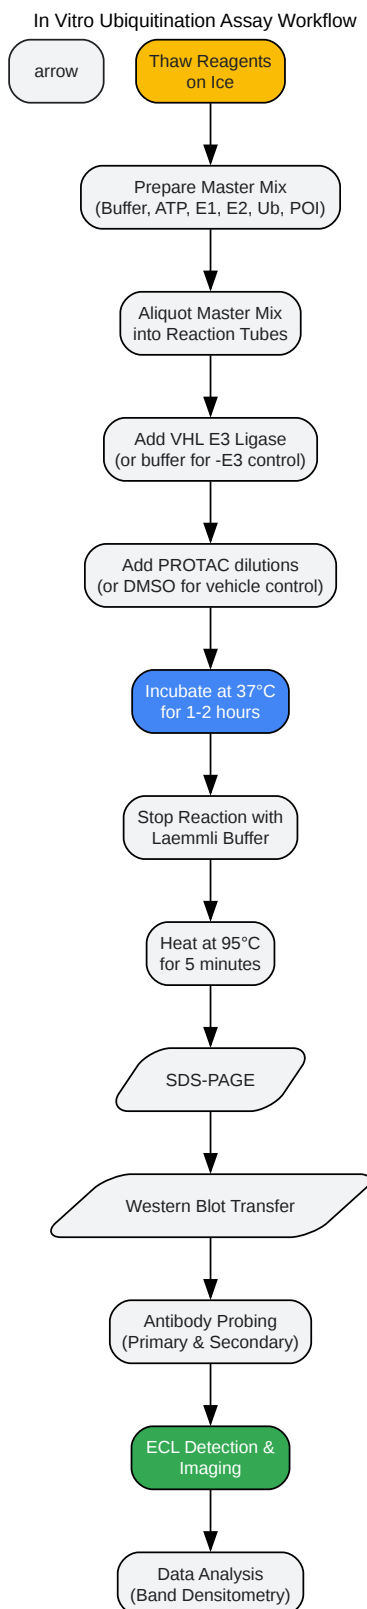 In Vitro Ubiquitination Assay Workflow
arrow
Thaw Reagents
on Ice
Prepare Master Mix
(Buffer, ATP, E1, E2, Ub, POI)
Aliquot Master Mix
into Reaction Tubes
Add VHL E3 Ligase
(or buffer for -E3 control)
Add PROTAC dilutions
(or DMSO for vehicle control)
Incubate at 37°C
for 1-2 hours
Stop Reaction with
Laemmli Buffer
Heat at 95°C
for 5 minutes
SDS-PAGE
Western Blot Transfer
Antibody Probing
(Primary & Secondary)
ECL Detection &
Imaging
Data Analysis
(Band Densitometry)